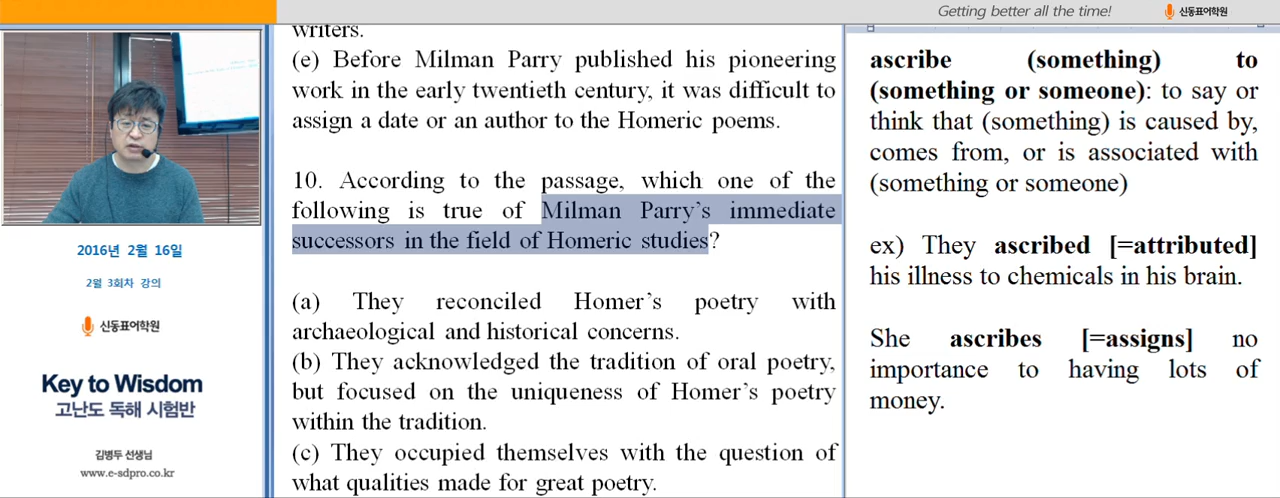 Getting better all the time!
신동표어학원
writers.
(e) Before Milman Parry published his pioneering
work in the early twentieth century, it was difficult to
assign a date or an author to the Homeric poems.
10. According to the passage, which one of the
following is true of Milman Parry's immediate
successors in the field of Homeric studies?
(a) They reconciled Homer's poetry with
archaeological and historical concerns.
(b) They acknowledged the tradition of oral poetry,
but focused on the uniqueness of Homer's poetry
within the tradition.
(c) They occupied themselves with the question of
what qualities made for great poetry.
ascribe (something) to
(something or someone): to say or
think that (something) is caused by,
comes from, or is associated with
(something or someone)
ex) They ascribed [=attributed]
his illness to chemicals in his brain.
She ascribes [=assigns] no
importance to having lots of
money.
2016년 2월 16일
2월 3회차 강의
신동표어학원
Key to Wisdom
고난도 독해 시험반
김병두 선생님
www.e-sdpro.co.kr